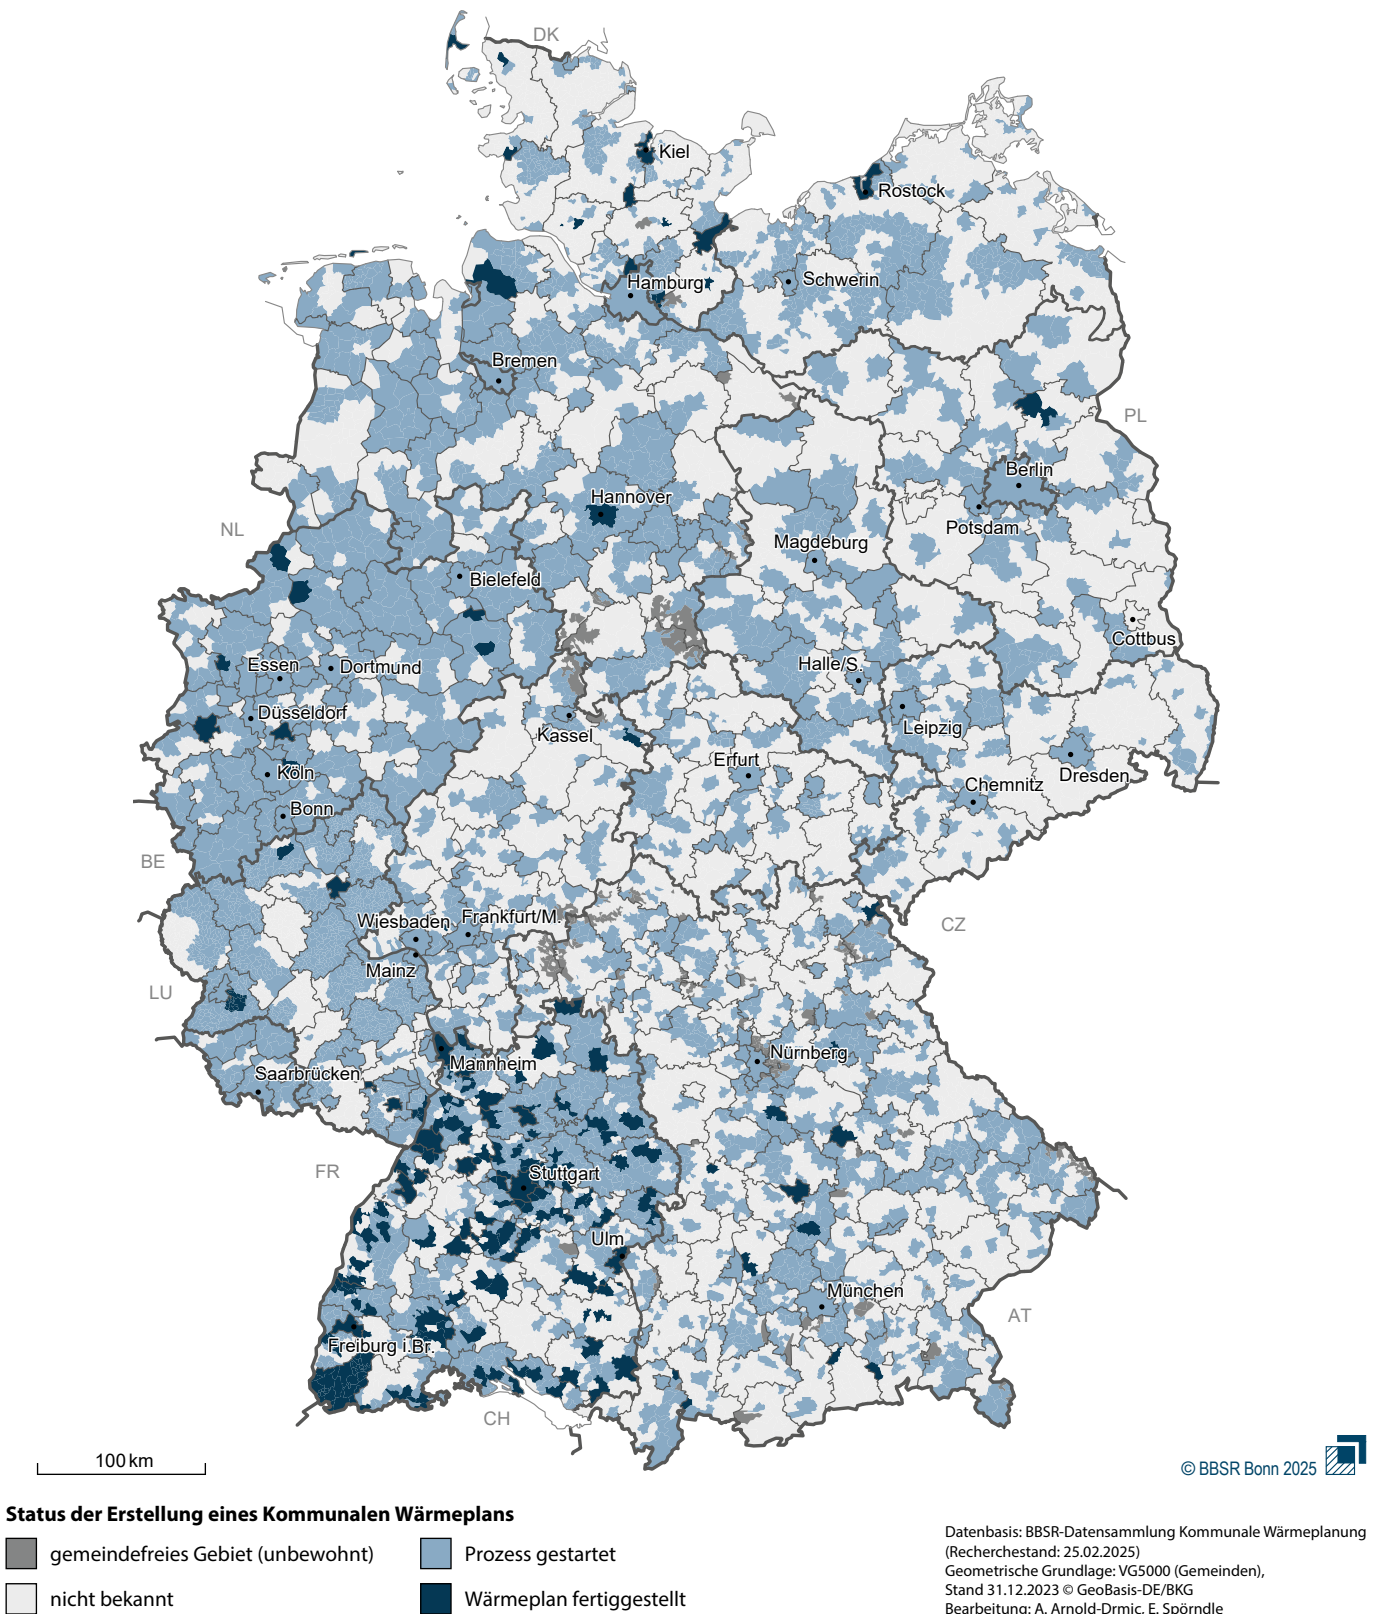 DK
Kiel
Rostock
Hamburg
Schwerin
Bremen
PL
Berlin
Hannover
Potsdam
NL
Magdeburg
Bielefeld
Cottbus
Essen
Dortmund
Halle/S.
Düsseldorf
Leipzig
Kassel
Erfurt
Köln
Dresden
Chemnitz
Bonn
BE
Wiesbaden
Frankfurt/M.
CZ
Mainz
LU
Nürnberg
Mannheim
Saarbrücken
FR
Stuttgart
Ulm
München
AT
Freiburg i.Br.
CH
100 km
© BBSR Bonn 2025
Status der Erstellung eines Kommunalen Wärmeplans
gemeindefreies Gebiet (unbewohnt)
Prozess gestartet
nicht bekannt
Wärmeplan fertiggestellt
Datenbasis: BBSR-Datensammlung Kommunale Wärmeplanung
(Recherchestand: 25.02.2025)
Geometrische Grundlage: VG5000 (Gemeinden),
Stand 31.12.2023 © GeoBasis-DE/BKG
Bearbeitung: A. Arnold-Drmic, E. Spörndle